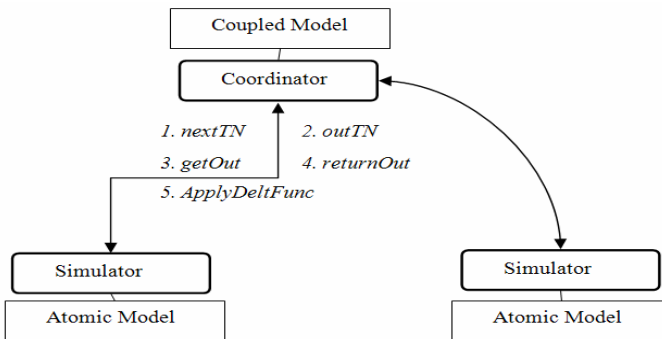 Coupled Model
Coordinator
1. nextTN 2. outTN
3. getOut 4. returnOut
5. ApplyDeltFunc
Simulator Simulator
Atomic Model Atomic Model